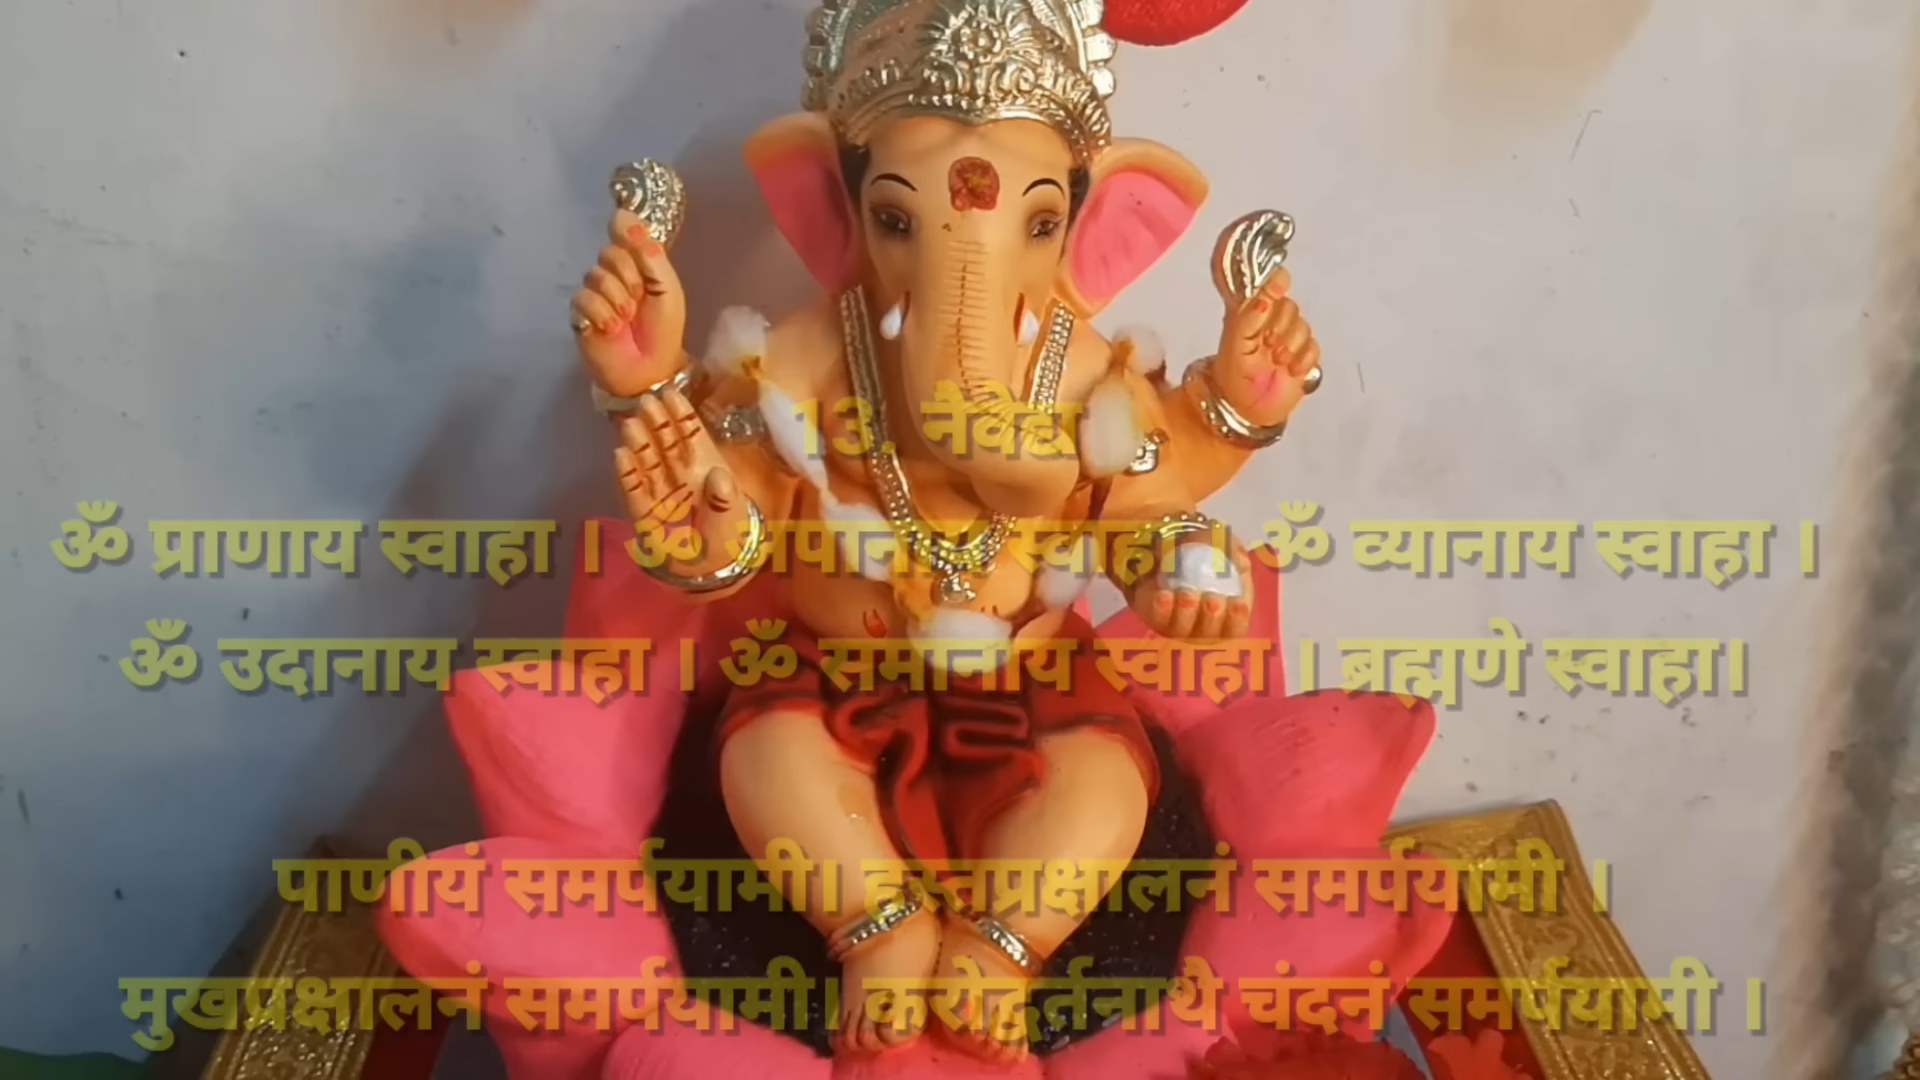 13. नैवेद्य
ॐ प्राणाय स्वाहा । ॐ अपानाय स्वाहा । ॐ व्यानाय स्वाहा ।
ॐ उदानाय स्वाहा । ॐ समानाय स्वाहा । ब्रह्मणे स्वाहा।
पाणीयं समर्पयामी। हस्तप्रक्षालनं समर्पयामी ।
मुखप्रक्षालनं समर्पयामी। करोद्वर्तनाथै चंदनं समर्पयामी ।